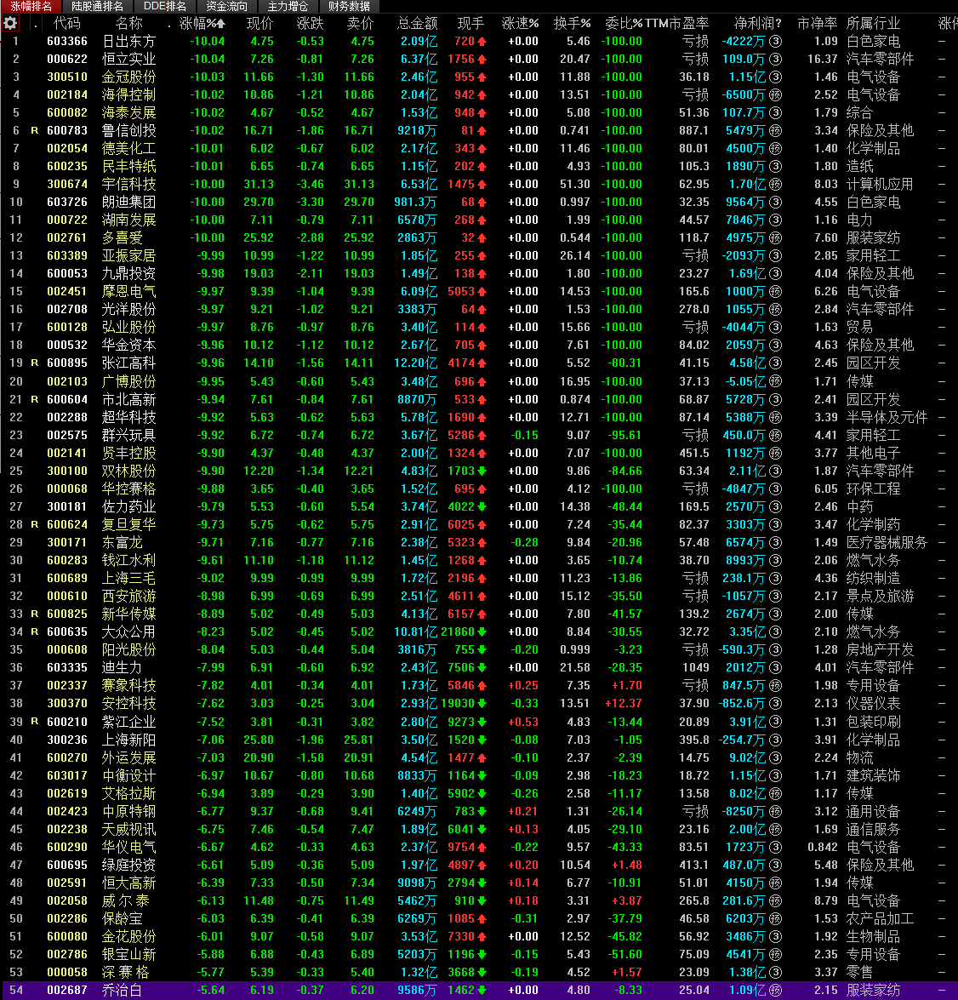 涨幅排名 陆股通排名 DDE排名 资金流向 主力增仓 财务数据
. 代码 名称 . 涨幅% 现价 涨跌 卖价 总金额 现手 涨速% 换手% 委比% TTM市盈率 净利润? 市净率 所属行业 涨停
1 603366 日出东方 -10.04 4.75 -0.53 4.75 2.09亿 720 +0.00 5.46 -100.00 亏损 -4222万③ 1.09 白色家电 —
2 000622 恒立实业 -10.04 7.26 -0.81 7.26 6.37亿 1756 +0.00 20.47 -100.00 亏损 109.0万③ 16.37 汽车零部件 —
3 300510 金冠股份 -10.03 11.66 -1.30 11.66 2.46亿 955 +0.00 11.88 -100.00 36.18 1.15亿③ 1.46 电气设备 —
4 002184 海得控制 -10.02 10.86 -1.21 10.86 2.04亿 942 +0.00 13.51 -100.00 亏损 -6500万 2.52 电气设备 —
5 600082 海泰发展 -10.02 4.67 -0.52 4.67 1.53亿 948 +0.00 5.08 -100.00 51.36 107.7万③ 1.79 综合 —
6 R 600783 鲁信创投 -10.02 16.71 -1.86 16.71 9218万 81 +0.00 0.741 -100.00 887.1 5479万 3.34 保险及其他 —
7 002054 德美化工 -10.01 6.02 -0.67 6.02 2.17亿 343 +0.00 11.46 -100.00 80.01 4500万 1.40 化学制品 —
8 600235 民丰特纸 -10.01 6.65 -0.74 6.65 1.15亿 202 +0.00 4.93 -100.00 105.3 1890万③ 1.80 造纸 —
9 300674 宇信科技 -10.00 31.13 -3.46 31.13 6.53亿 1475 +0.00 51.30 -100.00 62.95 1.70亿 8.03 计算机应用 —
10 603726 朗迪集团 -10.00 29.70 -3.30 29.70 981.3万 68 +0.00 0.997 -100.00 32.35 9564万③ 4.55 白色家电 —
11 000722 湖南发展 -10.00 7.11 -0.79 7.11 6578万 268 +0.00 1.99 -100.00 44.57 7846万③ 1.16 电力 —
12 002761 多喜爱 -10.00 25.92 -2.88 25.92 2863万 32 +0.00 0.544 -100.00 118.7 4975万 7.60 服装家纺 —
13 603389 亚振家居 -9.99 10.99 -1.22 10.99 1.85亿 255 +0.00 26.14 -100.00 亏损 -2093万③ 2.85 家用轻工 —
14 600053 九鼎投资 -9.98 19.03 -2.11 19.03 1.49亿 138 +0.00 1.80 -100.00 23.27 1.69亿③ 4.04 保险及其他 —
15 002451 摩恩电气 -9.97 9.39 -1.04 9.39 6.09亿 5053 +0.00 14.53 -100.00 165.6 1000万 6.26 电气设备 —
16 002708 光洋股份 -9.97 9.21 -1.02 9.21 3383万 64 +0.00 1.53 -100.00 278.0 1055万 2.84 汽车零部件 —
17 600128 弘业股份 -9.97 8.76 -0.97 8.76 3.40亿 114 +0.00 15.66 -100.00 亏损 -4044万③ 1.63 贸易 —
18 000532 华金资本 -9.96 10.12 -1.12 10.12 2.67亿 705 +0.00 7.61 -100.00 84.02 2059万③ 4.63 保险及其他 —
19 R 600895 张江高科 -9.96 14.10 -1.56 14.11 12.20亿 4174 +0.00 5.52 -80.31 41.15 4.58亿③ 2.45 园区开发 —
20 002103 广博股份 -9.95 5.43 -0.60 5.43 3.48亿 696 +0.00 16.95 -100.00 37.13 -5.05亿 1.71 传媒 —
21 R 600604 市北高新 -9.94 7.61 -0.84 7.61 8870万 533 +0.00 0.874 -100.00 68.87 5728万③ 2.41 园区开发 —
22 002288 超华科技 -9.92 5.63 -0.62 5.63 5.78亿 1690 +0.00 12.71 -100.00 87.14 5388万 3.39 半导体及元件 —
23 002575 群兴玩具 -9.92 6.72 -0.74 6.72 3.67亿 5286 -0.15 9.07 -95.61 亏损 450.0万 4.41 家用轻工 —
24 002141 贤丰控股 -9.90 4.37 -0.48 4.37 2.00亿 1324 +0.00 7.07 -100.00 451.5 1192万 3.77 其他电子 —
25 300100 双林股份 -9.90 12.20 -1.34 12.21 4.83亿 1703 +0.00 9.86 -84.66 63.34 2.11亿③ 1.87 汽车零部件 —
26 000068 华控赛格 -9.88 3.65 -0.40 3.65 1.52亿 695 +0.00 4.12 -100.00 亏损 -4847万③ 6.05 环保工程 —
27 300181 佐力药业 -9.79 5.53 -0.60 5.54 3.74亿 4022 +0.00 14.38 -48.44 169.5 2570万③ 2.46 中药 —
28 R 600624 复旦复华 -9.73 5.75 -0.62 5.75 2.91亿 6025 +0.00 7.24 -35.44 82.37 3303万③ 3.47 化学制药 —
29 300171 东富龙 -9.71 7.16 -0.77 7.16 2.38亿 5323 -0.28 9.84 -20.96 57.48 6574万③ 1.49 医疗器械服务 —
30 600283 钱江水利 -9.61 11.10 -1.18 11.12 1.45亿 1268 +0.00 3.65 -10.74 38.70 8993万③ 2.06 燃气水务 —
31 600689 上海三毛 -9.02 9.99 -0.99 9.99 1.72亿 2196 +0.00 11.23 -13.86 亏损 238.1万③ 4.36 纺织制造 —
32 000610 西安旅游 -8.98 6.99 -0.69 6.99 2.51亿 4611 +0.00 15.12 -35.50 亏损 -1057万③ 2.17 景点及旅游 —
33 R 600825 新华传媒 -8.89 5.02 -0.49 5.03 4.13亿 6157 +0.00 7.80 -41.57 139.2 2674万③ 2.00 传媒 —
34 R 600635 大众公用 -8.23 5.02 -0.45 5.02 10.81亿 21860 +0.00 8.84 -30.55 32.72 3.35亿③ 2.10 燃气水务 —
35 000608 阳光股份 -8.04 5.03 -0.44 5.04 3816万 755 -0.20 0.999 -3.23 亏损 -590.3万③ 1.28 房地产开发 —
36 603335 迪生力 -7.99 6.91 -0.60 6.92 2.43亿 7506 +0.00 21.58 -28.35 1049 2012万③ 4.01 汽车零部件 —
37 002337 赛象科技 -7.82 4.01 -0.34 4.01 1.73亿 5846 +0.25 7.35 +1.70 亏损 847.5万 1.98 专用设备 —
38 300370 安控科技 -7.62 3.03 -0.25 3.04 2.93亿 19030 -0.33 13.51 +12.37 37.90 -852.6万③ 2.13 仪器仪表 —
39 R 600210 紫江企业 -7.52 3.81 -0.31 3.82 2.80亿 9273 +0.53 4.83 -13.44 20.89 3.91亿③ 1.31 包装印刷 —
40 300236 上海新阳 -7.06 25.80 -1.96 25.81 3.50亿 1520 -0.08 7.03 -1.05 395.8 -254.7万③ 3.91 化学制品 —
41 600270 外运发展 -7.03 20.90 -1.58 20.91 4.54亿 1477 -0.10 2.37 -2.39 14.75 9.02亿③ 2.24 物流 —
42 603017 中衡设计 -6.97 10.67 -0.80 10.68 8833万 1164 -0.09 2.98 -18.23 18.72 1.15亿③ 1.71 建筑装饰 —
43 002619 艾格拉斯 -6.94 3.89 -0.29 3.90 1.40亿 5902 -0.26 2.58 -11.17 13.58 8.02亿 1.17 传媒 —
44 002423 中原特钢 -6.77 9.37 -0.68 9.41 6249万 783 +0.21 1.31 -26.14 亏损 -8250万 3.12 通用设备 —
45 002238 天威视讯 -6.75 7.46 -0.54 7.47 1.89亿 6041 +0.13 4.05 -29.10 23.16 2.00亿 1.69 通信服务 —
46 600290 华仪电气 -6.67 4.62 -0.33 4.63 2.37亿 9754 -0.22 9.57 -43.33 83.51 1723万③ 0.842 电气设备 —
47 600695 绿庭投资 -6.61 5.09 -0.36 5.09 1.97亿 4897 +0.20 10.54 +1.48 413.1 487.0万③ 5.48 保险及其他 —
48 002591 恒大高新 -6.39 7.33 -0.50 7.34 9098万 2794 +0.14 6.77 -10.91 51.01 4150万 1.94 传媒 —
49 002058 威尔泰 -6.13 11.48 -0.75 11.49 5462万 910 +0.18 3.31 +3.87 265.8 281.6万 8.79 电气设备 —
50 002286 保龄宝 -6.03 6.39 -0.41 6.39 6269万 1085 -0.31 2.97 -37.79 46.58 6203万 1.53 农产品加工 —
51 600080 金花股份 -6.01 9.07 -0.58 9.07 3.53亿 7330 +0.00 12.52 -45.82 56.92 3486万③ 1.92 生物制品 —
52 002786 银宝山新 -5.88 6.88 -0.43 6.89 5203万 1196 -0.15 5.43 -51.60 75.09 4541万 2.35 专用设备 —
53 000058 深赛格 -5.77 5.39 -0.33 5.40 1.32亿 3668 -0.19 4.52 +1.57 23.03 1.38亿③ 3.37 零售 —
54 002687 乔治白 -5.64 6.19 -0.37 6.20 9586万 1462 +0.00 4.80 -8.33 25.04 1.09亿 2.15 服装家纺 —